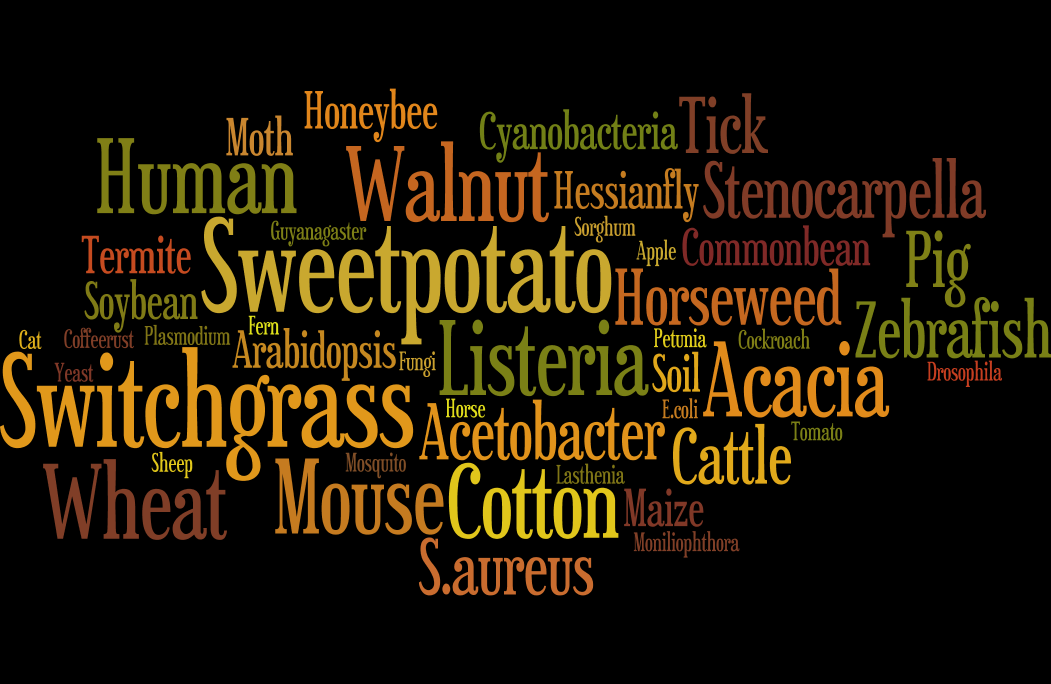 Honeybee
Moth
Cyanobacteria
Tick
Human
Walnut
Hessianfly
Stenocarpella
Guyanagaster
Sorghum
Termite
Sweetpotato
Apple
Commonbean
Pig
Soybean
Horseweed
Zebrafish
Cat
Coffeerust
Plasmodium
Fern
Arabidopsis
Fungi
Listeria
Petunia
Cockroach
Yeast
Soil
Drosophila
Switchgrass
Acacia
Horse
E.coli
Acetobacter
Tomato
Sheep
Mosquito
Cattle
Lasthenia
Wheat
Mouse
Cotton
Maize
Moniliophthora
S.aureus